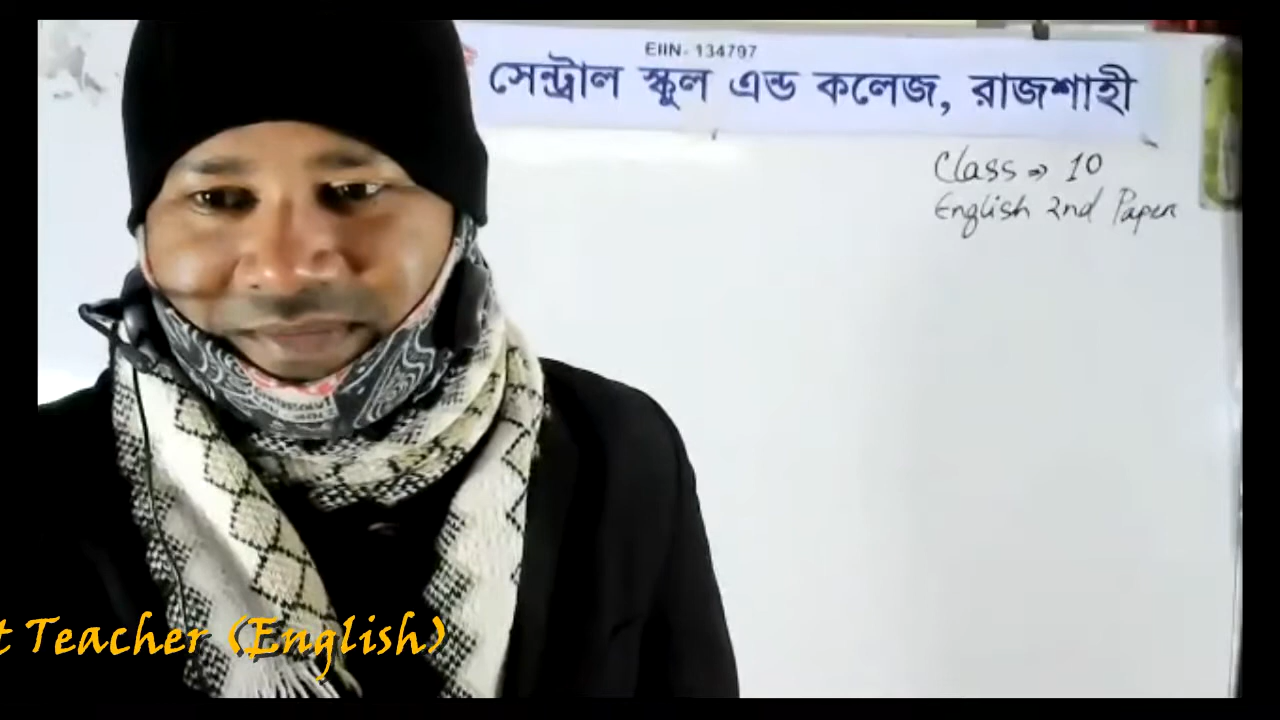 EIIN- 134797
সেন্ট্রাল স্কুল এন্ড কলেজ, রাজশাহী
Class ⇒ 10
English 2nd Paper
t Teacher (English)